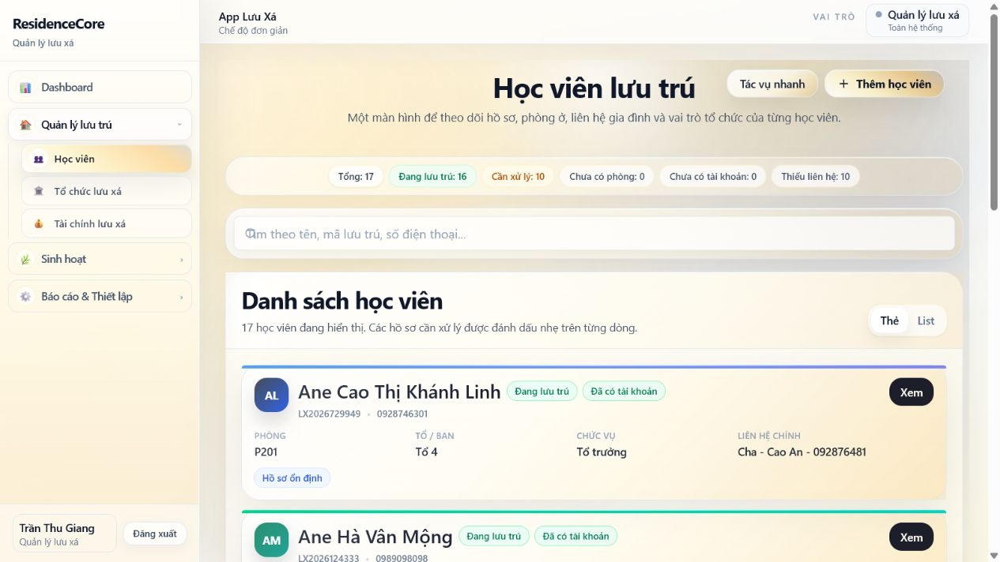 ResidenceCore
Quản lý lưu xá
Dashboard
Quản lý lưu trú
Học viên
Tổ chức lưu xá
Tài chính lưu xá
Sinh hoạt
Báo cáo & Thiết lập
Trần Thu Giang
Quản lý lưu xá
Đăng xuất
App Lưu Xá
Chế độ đơn giản
VAI TRÒ
Quản lý lưu xá
Toàn hệ thống
Học viên lưu trú
Tác vụ nhanh
+ Thêm học viên
Một màn hình để theo dõi hồ sơ, phòng ở, liên hệ gia đình và vai trò tổ chức của từng học viên.
Tổng: 17 Đang lưu trú: 16 Cần xử lý: 10 Chưa có phòng: 0 Chưa có tài khoản: 0 Thiếu liên hệ: 10
theo tên, mã lưu trú, số điện thoại...
Danh sách học viên
17 học viên đang hiển thị. Các hồ sơ cần xử lý được đánh dấu nhẹ trên từng dòng.
Thẻ List
AL Ane Cao Thị Khánh Linh Đang lưu trú Đã có tài khoản Xem
LX2026729949 • 0928746301
PHÒNG TỔ / BAN CHỨC VỤ LIÊN HỆ CHÍNH
P201 Tổ 4 Tổ trưởng Cha - Cao An - 092876481
Hồ sơ ổn định
AM Ane Hà Vân Mộng Đang lưu trú Đã có tài khoản Xem
LX2026124333 • 0989098098